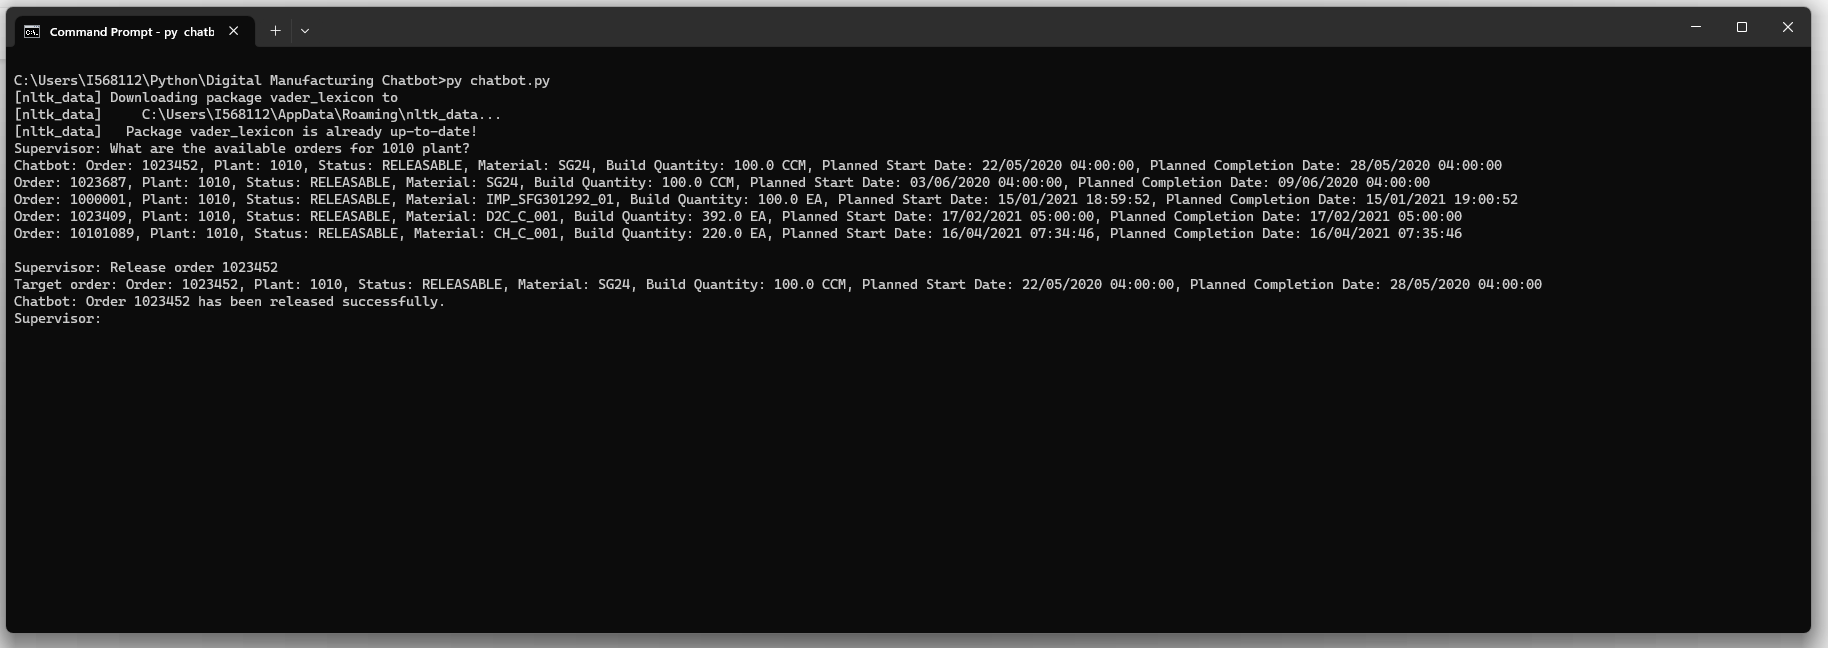 Command Prompt - py chatb
C:\Users\I568112\Python\Digital Manufacturing Chatbot>py chatbot.py
[nltk_data] Downloading package vader_lexicon to
[nltk_data]     C:\Users\I568112\AppData\Roaming\nltk_data...
[nltk_data]   Package vader_lexicon is already up-to-date!
Supervisor: What are the available orders for 1010 plant?
Chatbot: Order: 1023452, Plant: 1010, Status: RELEASABLE, Material: SG24, Build Quantity: 100.0 CCM, Planned Start Date: 22/05/2020 04:00:00, Planned Completion Date: 28/05/2020 04:00:00
Order: 1023687, Plant: 1010, Status: RELEASABLE, Material: SG24, Build Quantity: 100.0 CCM, Planned Start Date: 03/06/2020 04:00:00, Planned Completion Date: 09/06/2020 04:00:00
Order: 1000001, Plant: 1010, Status: RELEASABLE, Material: IMP_SFG301292_01, Build Quantity: 100.0 EA, Planned Start Date: 15/01/2021 18:59:52, Planned Completion Date: 15/01/2021 19:00:52
Order: 1023409, Plant: 1010, Status: RELEASABLE, Material: D2C_C_001, Build Quantity: 392.0 EA, Planned Start Date: 17/02/2021 05:00:00, Planned Completion Date: 17/02/2021 05:00:00
Order: 10101089, Plant: 1010, Status: RELEASABLE, Material: CH_C_001, Build Quantity: 220.0 EA, Planned Start Date: 16/04/2021 07:34:46, Planned Completion Date: 16/04/2021 07:35:46
Supervisor: Release order 1023452
Target order: Order: 1023452, Plant: 1010, Status: RELEASABLE, Material: SG24, Build Quantity: 100.0 CCM, Planned Start Date: 22/05/2020 04:00:00, Planned Completion Date: 28/05/2020 04:00:00
Chatbot: Order 1023452 has been released successfully.
Supervisor: